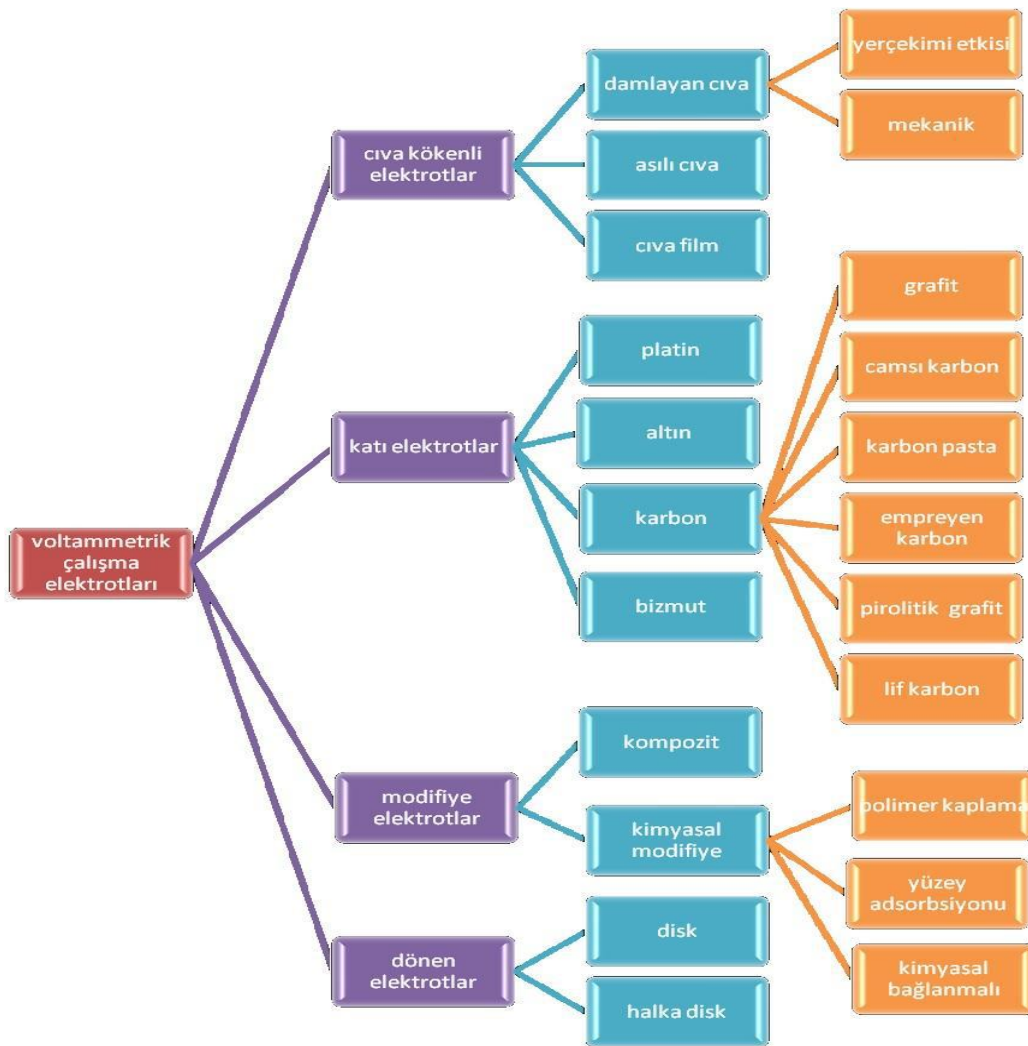 voltammetrik
çalışma
elektrotları
cıva kökenli
elektrotlar
damlayan cıva
yerçekimi etkisi
mekanik
asılı cıva
cıva film
katı elektrotlar
platin
altın
karbon
grafit
camsı karbon
karbon pasta
empreyen
karbon
pirolitik grafit
lif karbon
bizmut
modifiye
elektrotlar
kompozit
kimyasal
modifiye
polimer kaplama
yüzey
adsorbsiyonu
kimyasal
bağlanmalı
dönen
elektrotlar
disk
halka disk